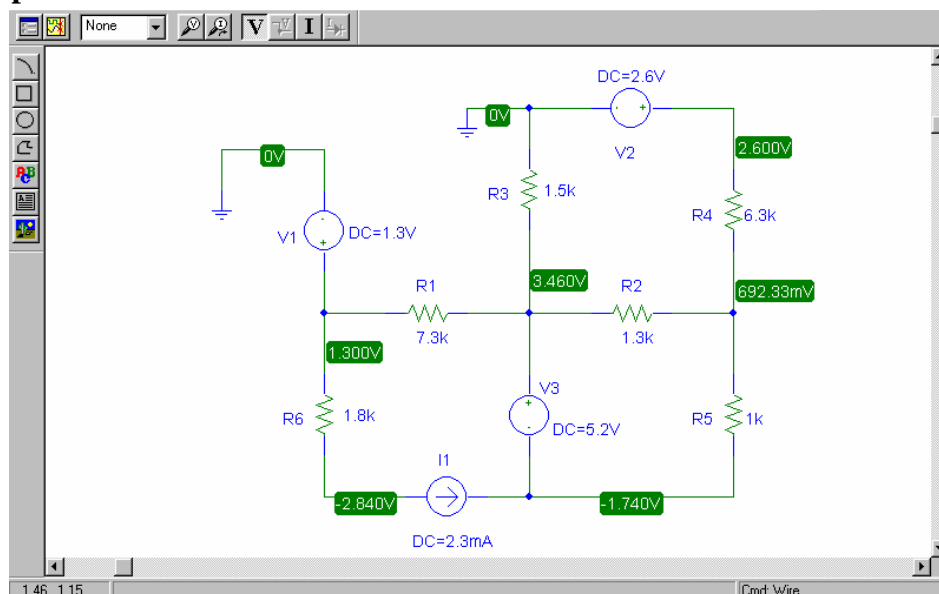 None
V
I
V
I
ABC
DC=2.6V
0V
V2
2.600V
0V
R3
1.5k
R4
6.3k
V1
DC=1.3V
R1
3.460V
R2
692.33mV
7.3k
1.3k
1.300V
V3
R6
1.8k
DC=5.2V
R5
1k
I1
-2.840V
-1.740V
DC=2.3mA
1.46 1.15
Cmd: Wire